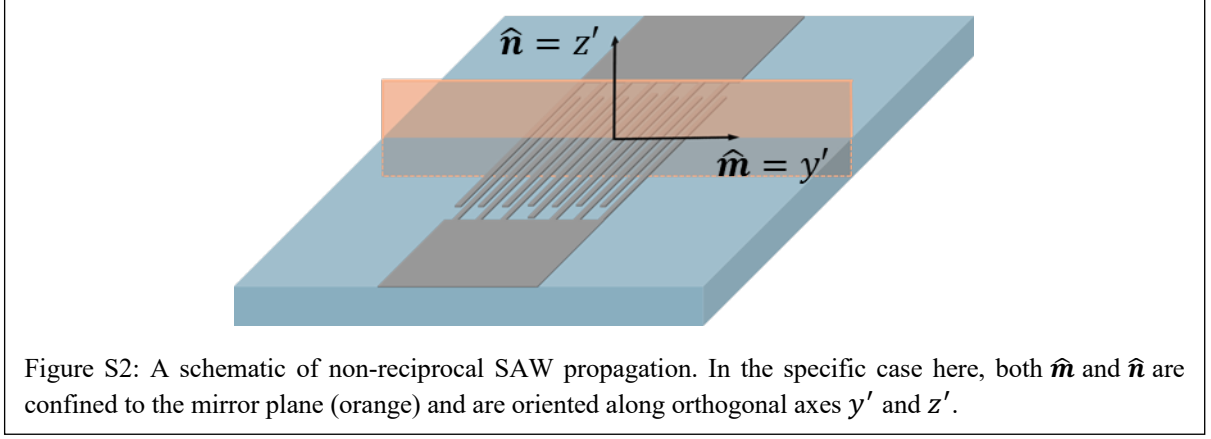 n̂ = z′
m̂ = y′
Figure S2: A schematic of non-reciprocal SAW propagation. In the specific case here, both m̂ and n̂ are
confined to the mirror plane (orange) and are oriented along orthogonal axes y′ and z′.